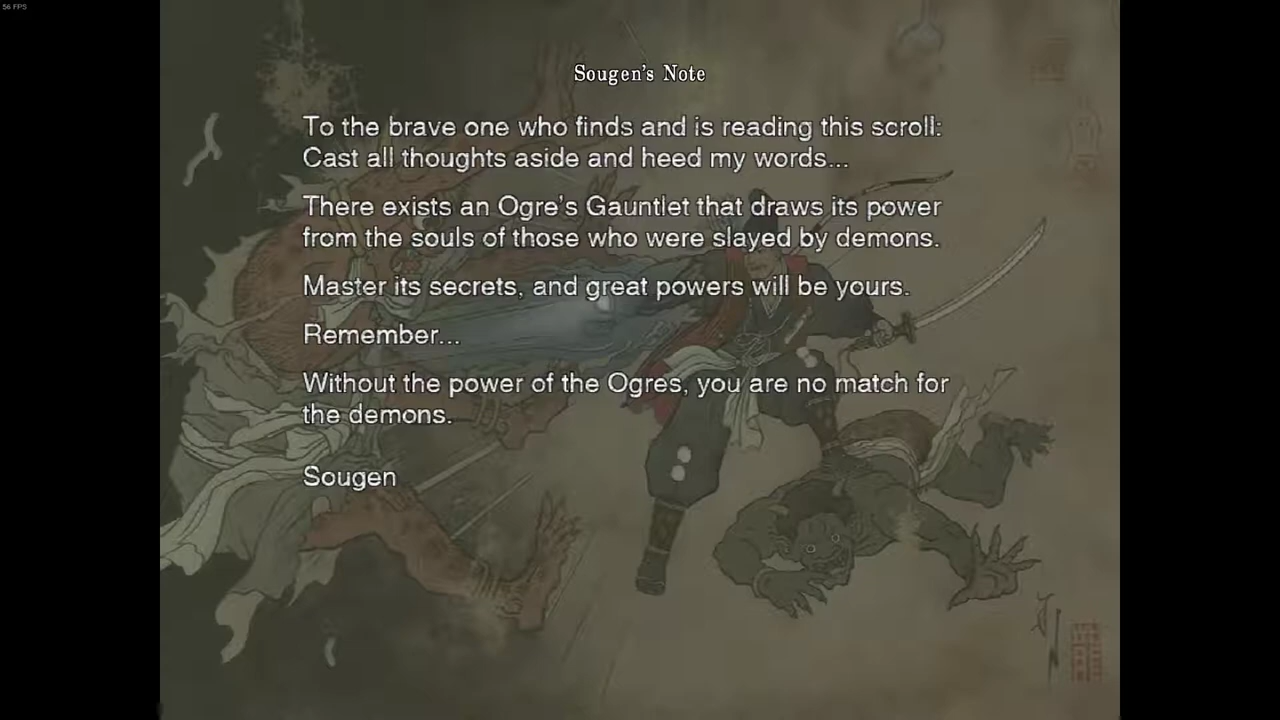 56 FPS
Sougen's Note
To the brave one who finds and is reading this scroll:
Cast all thoughts aside and heed my words...
There exists an Ogre's Gauntlet that draws its power
from the souls of those who were slayed by demons.
Master its secrets, and great powers will be yours.
Remember...
Without the power of the Ogres, you are no match for
the demons.
Sougen